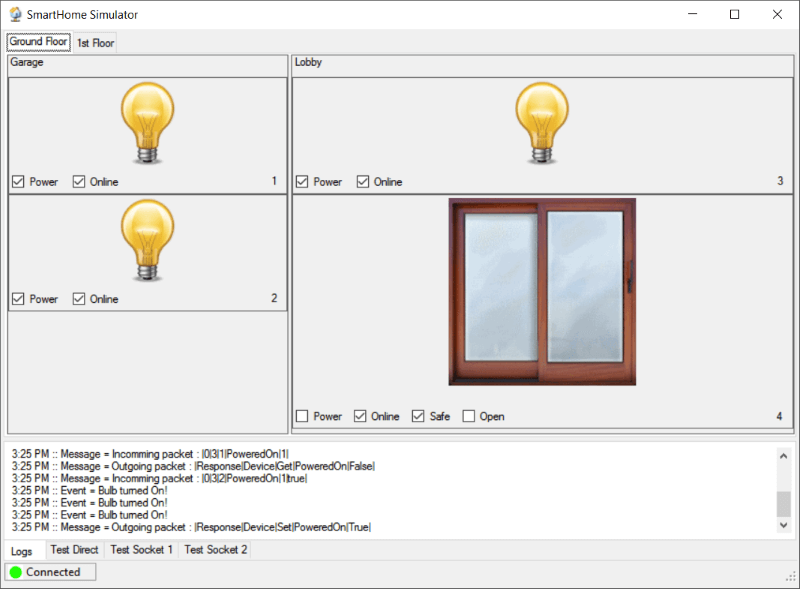 SmartHome Simulator
Ground Floor 1st Floor
Garage
Power Online 1
Power Online 2
Lobby
Power Online 3
Power Online Safe Open 4
3:25 PM :: Message = Incomming packet : |0|3|1|PoweredOn|1|
3:25 PM :: Message = Outgoing packet : |Response|Device|Get|PoweredOn|False|
3:25 PM :: Message = Incomming packet : |0|3|2|PoweredOn|1|true|
3:25 PM :: Event = Bulb turned On!
3:25 PM :: Event = Bulb turned On!
3:25 PM :: Event = Bulb turned On!
3:25 PM :: Message = Outgoing packet : |Response|Device|Set|PoweredOn|True|
Logs Test Direct Test Socket 1 Test Socket 2
Connected